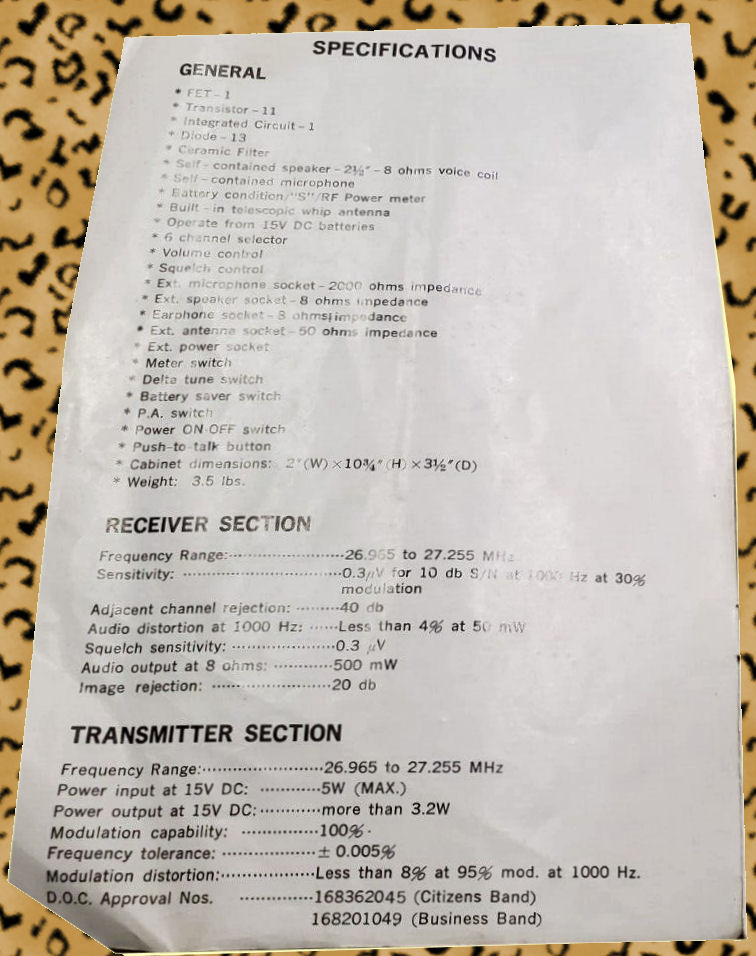 SPECIFICATIONS
GENERAL
* FET - 1
* Transistor - 11
* Integrated Circuit - 1
* Diode - 13
* Ceramic Filter
* Self - contained speaker - 2½" - 8 ohms voice coil
* Self - contained microphone
* Battery condition/"S"/RF Power meter
* Built - in telescopic whip antenna
* Operate from 15V DC batteries
* 6 channel selector
* Volume control
* Squelch control
* Ext. microphone socket - 2000 ohms impedance
* Ext. speaker socket - 8 ohms impedance
* Earphone socket - 8 ohms impedance
* Ext. antenna socket - 50 ohms impedance
* Ext. power socket
* Meter switch
* Delta tune switch
* Battery saver switch
* P.A. switch
* Power ON-OFF switch
* Push-to-talk button
* Cabinet dimensions: 2"(W) × 10¾"(H) × 3½"(D)
* Weight: 3.5 lbs.
RECEIVER SECTION
Frequency Range:························26.965 to 27.255 MHz
Sensitivity: ·································0.3µV for 10 db S/N at 1000 Hz at 30%
modulation
Adjacent channel rejection: ·········40 db
Audio distortion at 1000 Hz: ······Less than 4% at 50 mW
Squelch sensitivity: ·····················0.3 µV
Audio output at 8 ohms: ············500 mW
Image rejection: ························20 db
TRANSMITTER SECTION
Frequency Range:························26.965 to 27.255 MHz
Power input at 15V DC: ············5W (MAX.)
Power output at 15V DC:············more than 3.2W
Modulation capability: ···············100%·
Frequency tolerance: ·················± 0.005%
Modulation distortion:··················Less than 8% at 95% mod. at 1000 Hz.
D.O.C. Approval Nos. ··············168362045 (Citizens Band)
168201049 (Business Band)